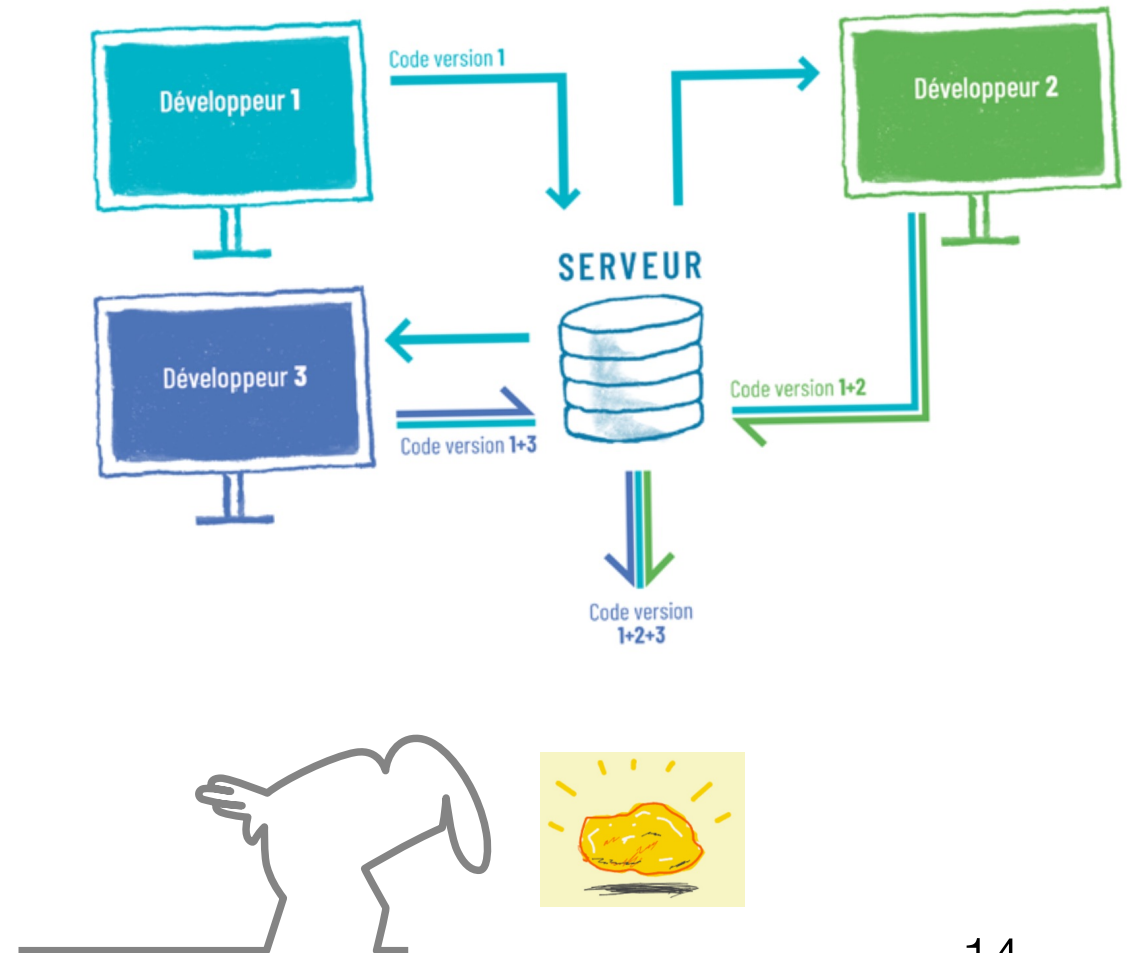 Développeur 1
Code version 1
Développeur 2
SERVEUR
Développeur 3
Code version 1+3
Code version 1+2
Code version
1+2+3
14